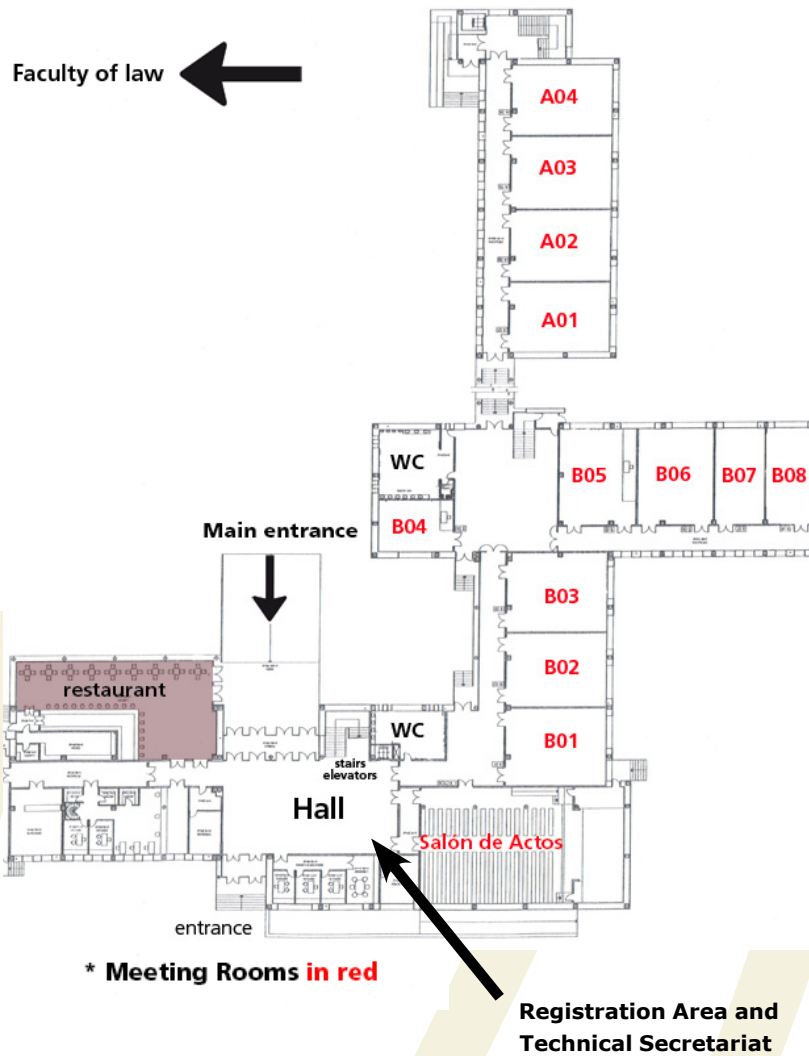 Faculty of law
A04
A03
A02
A01
WC
B05
B06
B07
B08
B04
Main entrance
B03
B02
B01
restaurant
WC
stairs
elevators
Hall
Salón de Actos
entrance
* Meeting Rooms in red
Registration Area and
Technical Secretariat